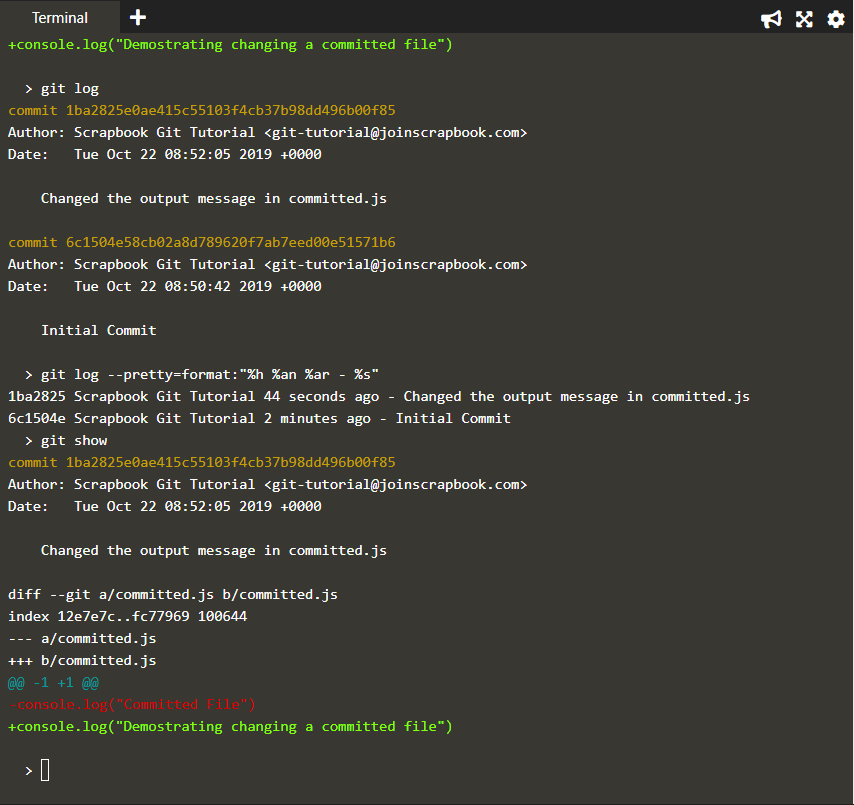 Terminal
+console.log("Demostrating changing a committed file")
> git log
commit 1ba2825e0ae415c55103f4cb37b98dd496b00f85
Author: Scrapbook Git Tutorial <git-tutorial@joinscrapbook.com>
Date:   Tue Oct 22 08:52:05 2019 +0000
Changed the output message in committed.js
commit 6c1504e58cb02a8d789620f7ab7eed00e51571b6
Author: Scrapbook Git Tutorial <git-tutorial@joinscrapbook.com>
Date:   Tue Oct 22 08:50:42 2019 +0000
Initial Commit
> git log --pretty=format:"%h %an %ar - %s"
1ba2825 Scrapbook Git Tutorial 44 seconds ago - Changed the output message in committed.js
6c1504e Scrapbook Git Tutorial 2 minutes ago - Initial Commit
> git show
commit 1ba2825e0ae415c55103f4cb37b98dd496b00f85
Author: Scrapbook Git Tutorial <git-tutorial@joinscrapbook.com>
Date:   Tue Oct 22 08:52:05 2019 +0000
Changed the output message in committed.js
diff --git a/committed.js b/committed.js
index 12e7e7c..fc77969 100644
--- a/committed.js
+++ b/committed.js
@@ -1 +1 @@
-console.log("Committed File")
+console.log("Demostrating changing a committed file")
>